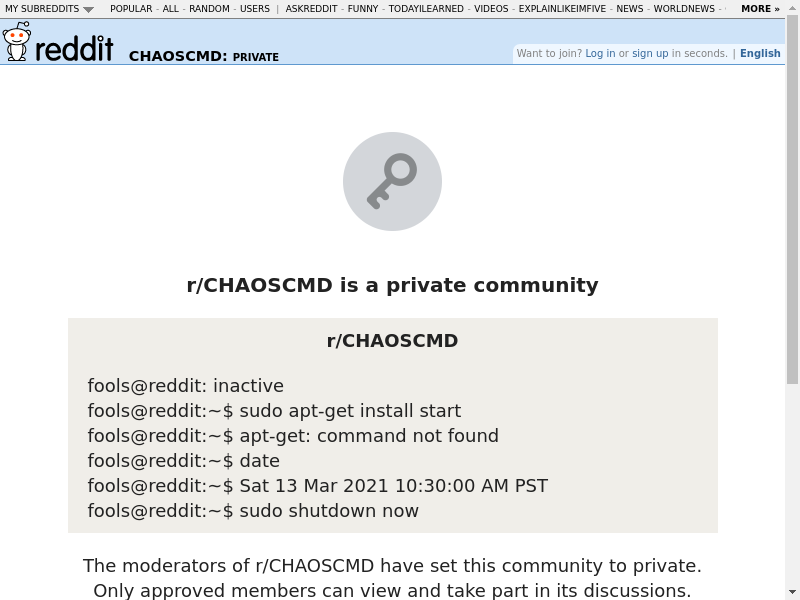 MY SUBREDDITS POPULAR - ALL - RANDOM - USERS | ASKREDDIT - FUNNY - TODAYILEARNED - VIDEOS - EXPLAINLIKEIMFIVE - NEWS - WORLDNEWS - MORE »
reddit CHAOSCMD: PRIVATE
Want to join? Log in or sign up in seconds. | English
r/CHAOSCMD is a private community
r/CHAOSCMD
fools@reddit: inactive
fools@reddit:~$ sudo apt-get install start
fools@reddit:~$ apt-get: command not found
fools@reddit:~$ date
fools@reddit:~$ Sat 13 Mar 2021 10:30:00 AM PST
fools@reddit:~$ sudo shutdown now
The moderators of r/CHAOSCMD have set this community to private.
Only approved members can view and take part in its discussions.